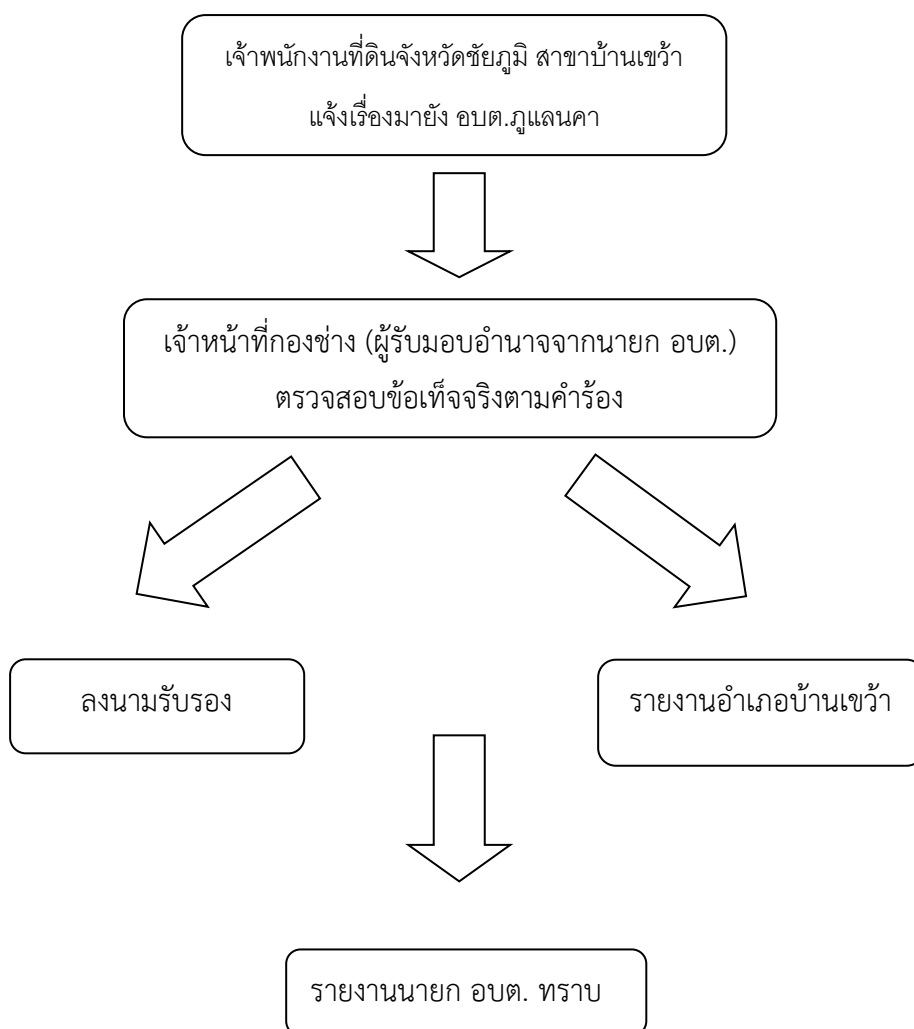 เจ้าพนักงานที่ดินจังหวัดชัยภูมิ สาขาบ้านเขว้า
แจ้งเรื่องมายัง อบต.ภูแลนคา
เจ้าหน้าที่กองช่าง (ผู้รับมอบอำนาจจากนายก อบต.)
ตรวจสอบข้อเท็จจริงตามคำร้อง
ลงนามรับรอง
รายงานอำเภอบ้านเขว้า
รายงานนายก อบต. ทราบ